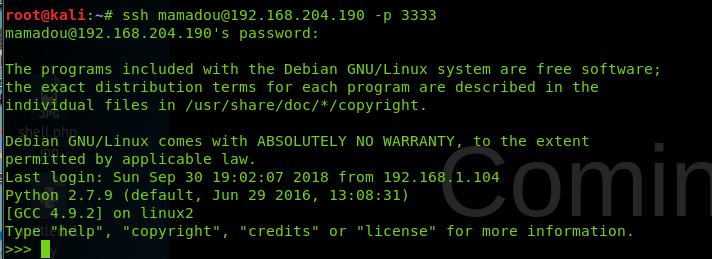 root@kali:~# ssh mamadou@192.168.204.190 -p 3333
mamadou@192.168.204.190's password:
The programs included with the Debian GNU/Linux system are free software;
the exact distribution terms for each program are described in the
individual files in /usr/share/doc/*/copyright.
JPG
shell.php
Debian GNU/Linux comes with ABSOLUTELY NO WARRANTY, to the extent
permitted by applicable law.
Last login: Sun Sep 30 19:02:07 2018 from 192.168.1.104
Python 2.7.9 (default, Jun 29 2016, 13:08:31)
[GCC 4.9.2] on linux2
Type "help", "copyright", "credits" or "license" for more information.
>>>
Comin